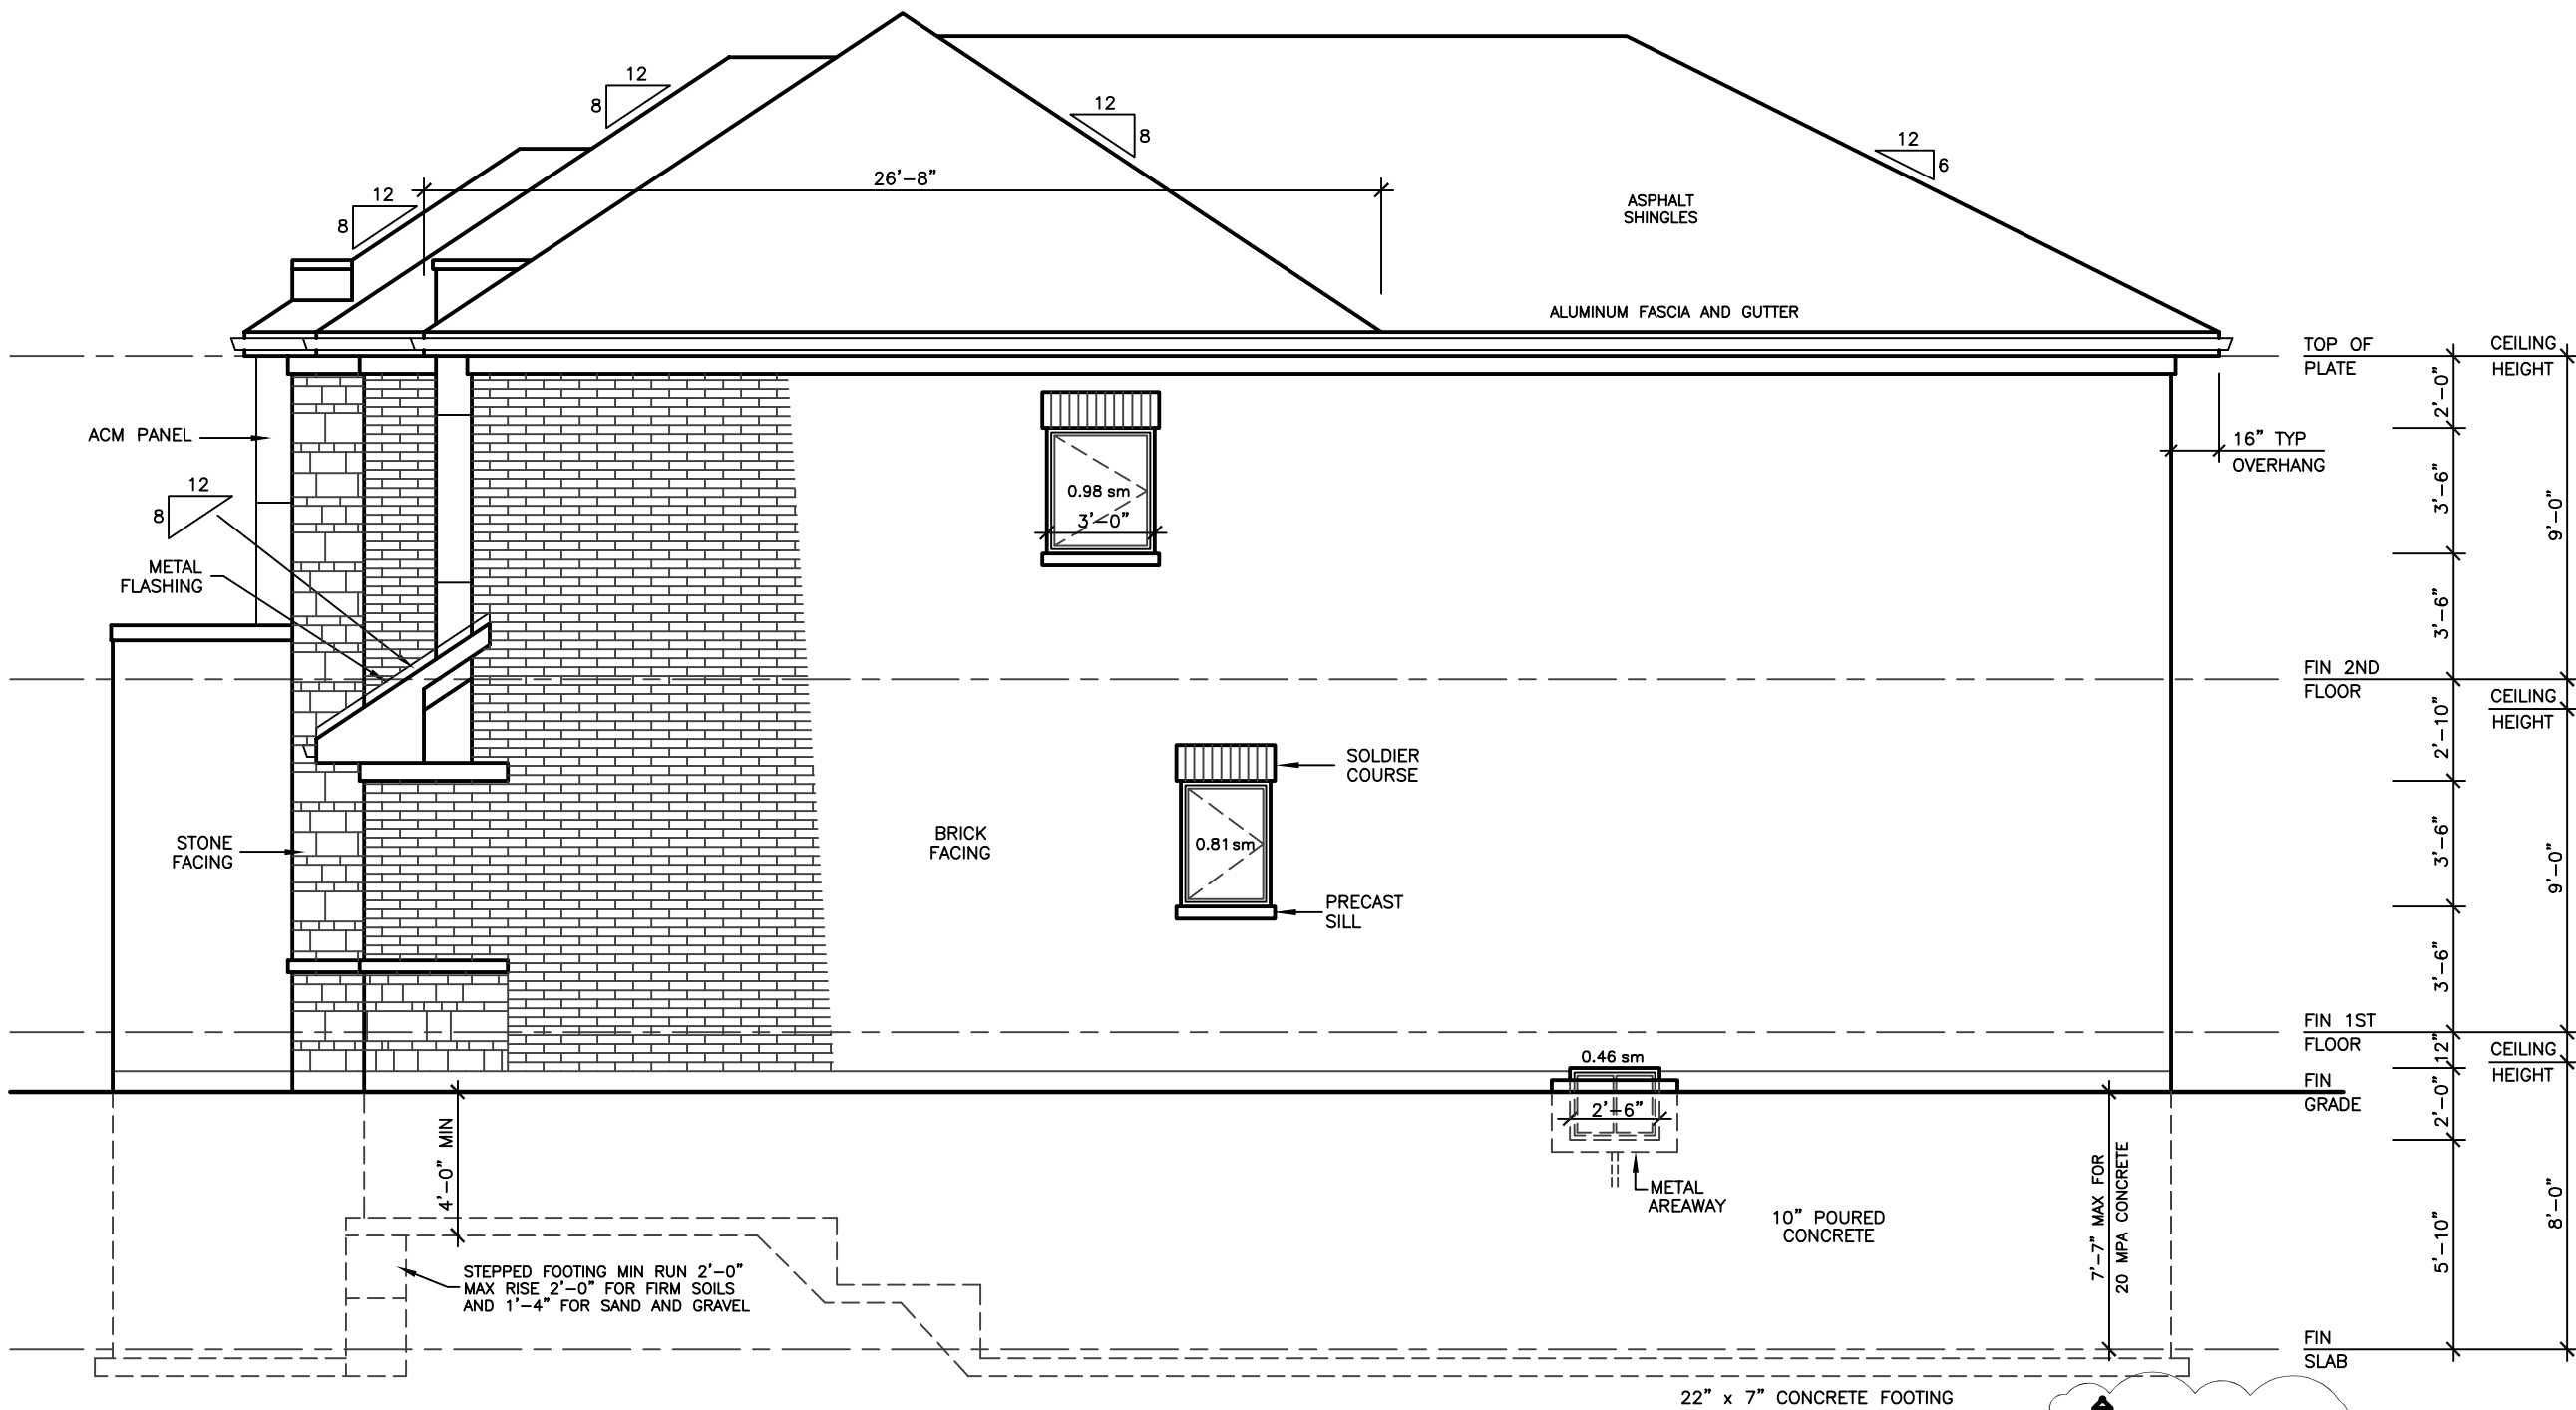 12
8
12
8
12
8
12
6
26’-8”
ASPHALT
SHINGLES
ALUMINUM FASCIA AND GUTTER
TOP OF
PLATE
CEILING
HEIGHT
2’-0”
16” TYP
OVERHANG
ACM PANEL
12
8
0.98 sm
3’-0”
3’-6”
9’-0”
METAL
FLASHING
3’-6”
FIN 2ND
FLOOR
CEILING
HEIGHT
2’-10”
SOLDIER
COURSE
STONE
FACING
BRICK
FACING
0.81 sm
3’-6”
9’-0”
PRECAST
SILL
3’-6”
FIN 1ST
FLOOR
12”
CEILING
HEIGHT
0.46 sm
FIN
GRADE
2’-6”
2’-0”
4’-0” MIN
METAL
AREAWAY
10” POURED
CONCRETE
7’-7” MAX FOR
20 MPA CONCRETE
5’-10”
8’-0”
STEPPED FOOTING MIN RUN 2’-0”
MAX RISE 2’-0” FOR FIRM SOILS
AND 1’-4” FOR SAND AND GRAVEL
FIN
SLAB
22” x 7” CONCRETE FOOTING